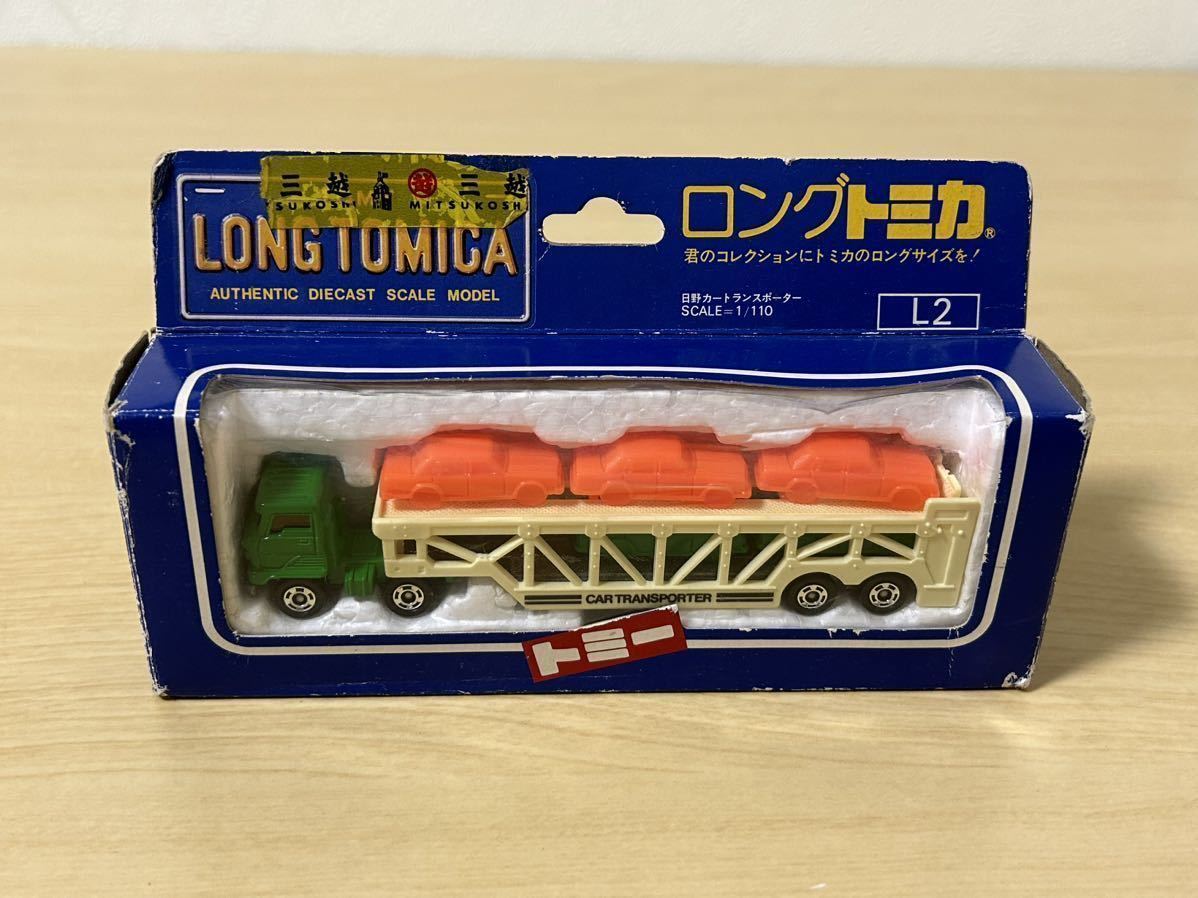 三越 越 三越
TSUKOSHI MITSUKOSH
LONG TOMICA
AUTHENTIC DIECAST SCALE MODEL
ロングトミカ®
君のコレクションにトミカのロングサイズを!
日野カートランスポーター
SCALE=1/110
L2
CAR TRANSPORTER
トミー